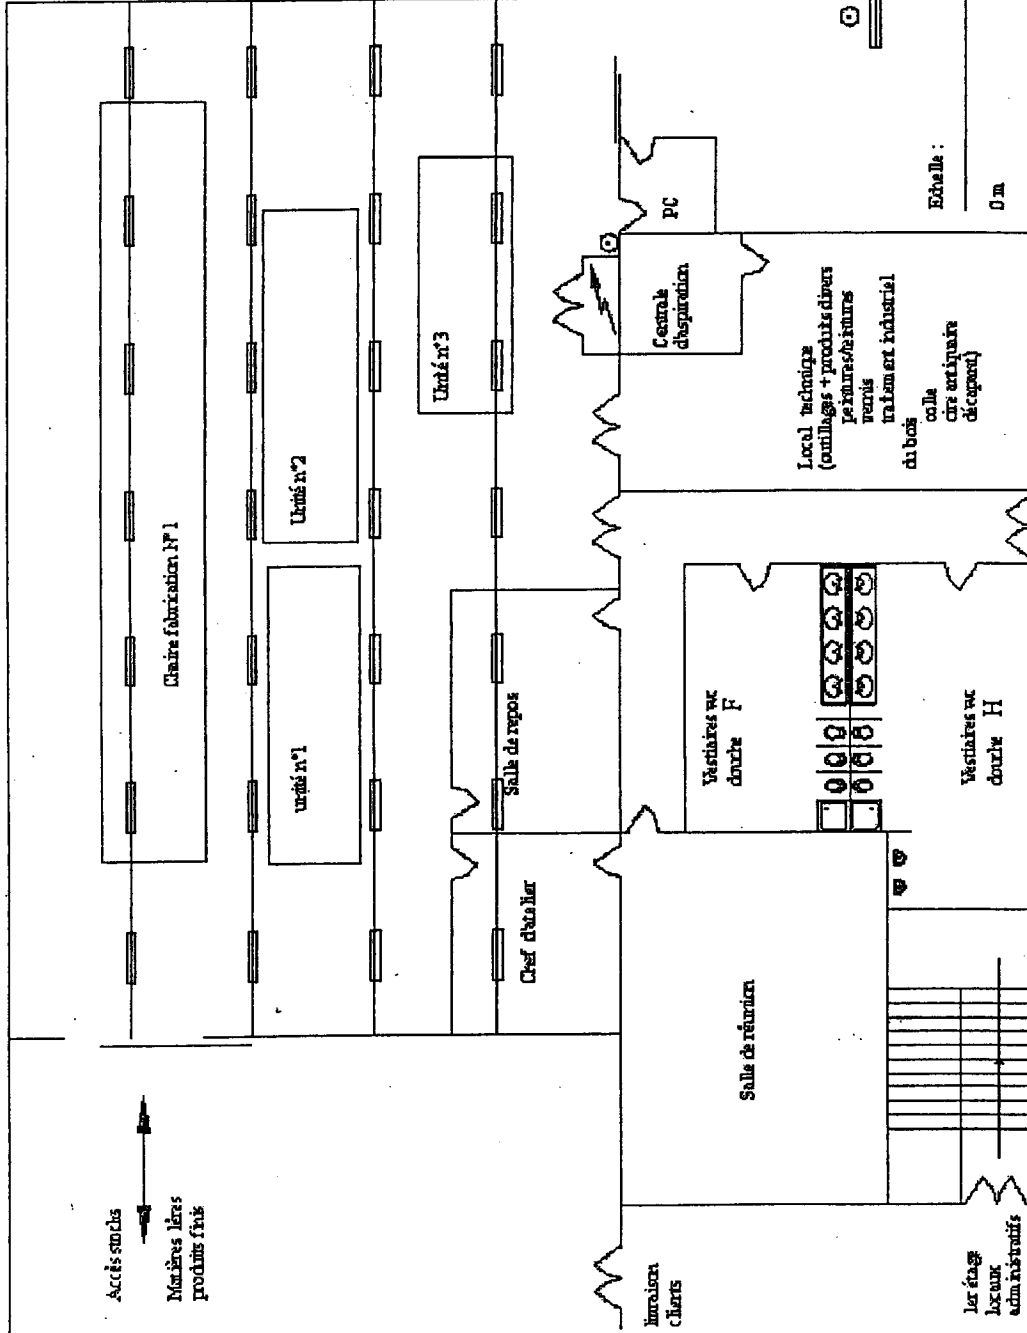 Accès stocks
Matières 1ères
produits finis
Chaine fabrication N° 1
unité n°1
Unité n°2
Unité n°3
Chef d'atelier
Salle de repos
Centrale
d'aspiration
PC
livraison
clients
Salle de réunion
Vestiaires wc
douche F
Vestiaires wc
douche H
Local technique
(outillages + produits divers
peintures/teintures
vernis
traitement industriel
du bois
colle
cire antiquaire
décapant)
Echelle :
0 m
1er étage
locaux
administratifs